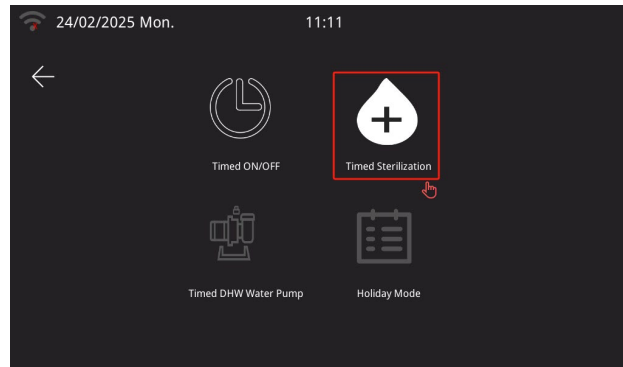 24/02/2025 Mon. 11:11
Timed ON/OFF Timed Sterilization
Timed DHW Water Pump Holiday Mode